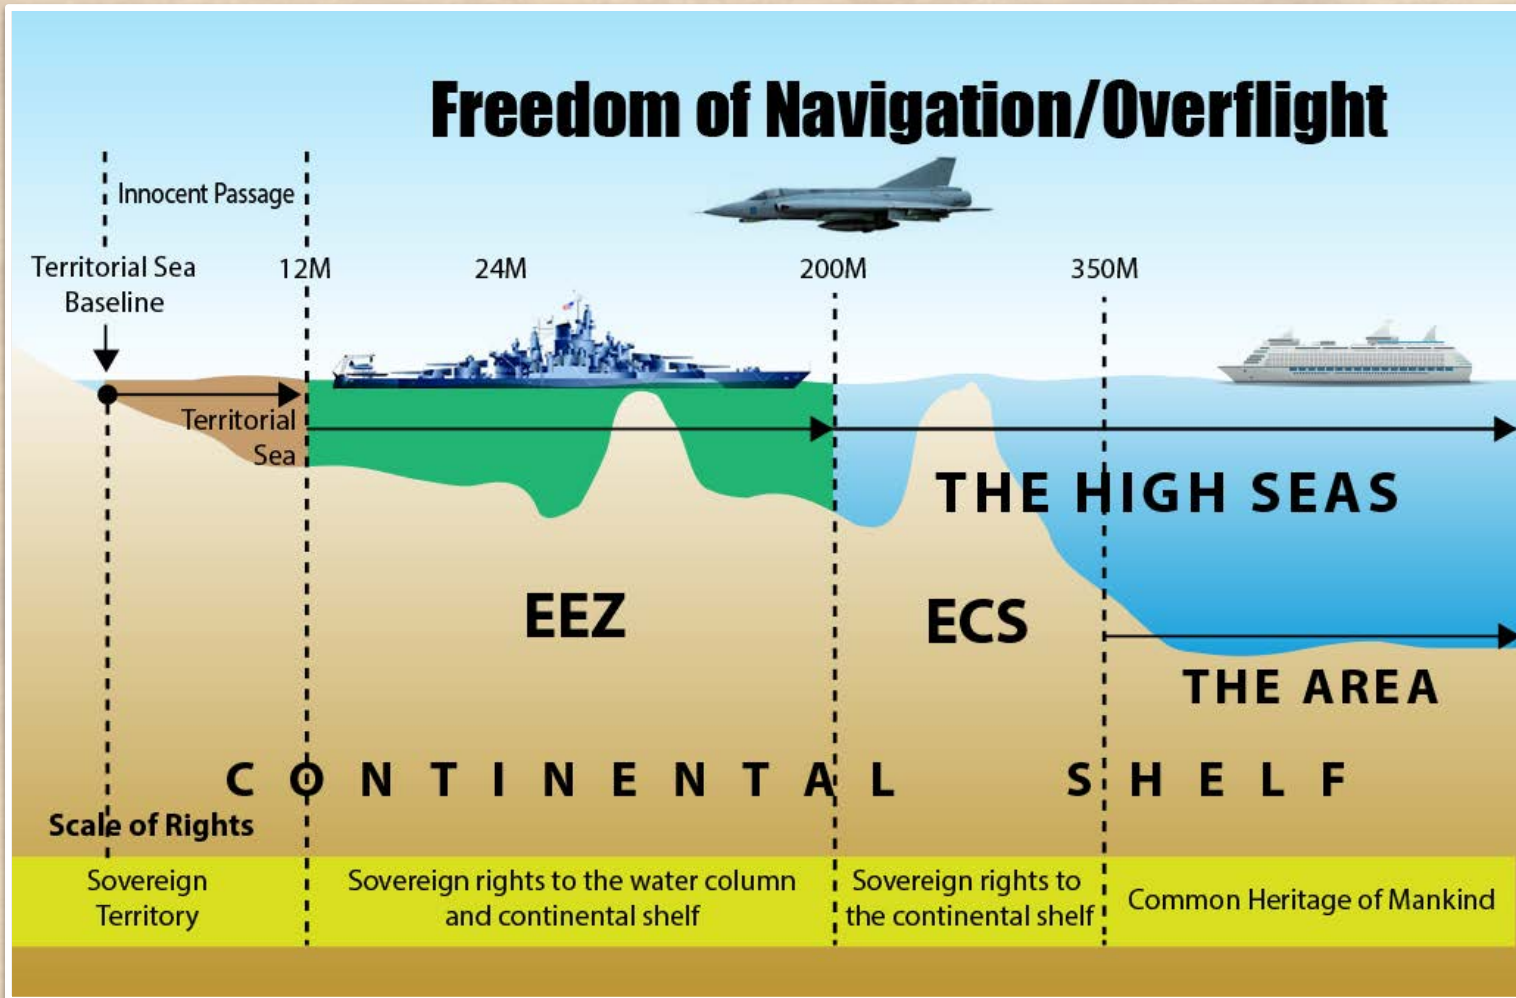 Freedom of Navigation/Overflight
Innocent Passage
Territorial Sea
Baseline
12M
24M
200M
350M
Territorial
Sea
THE HIGH SEAS
EEZ
ECS
THE AREA
CONTINENTAL SHELF
Scale of Rights
Sovereign
Territory
Sovereign rights to the water column
and continental shelf
Sovereign rights to
the continental shelf
Common Heritage of Mankind